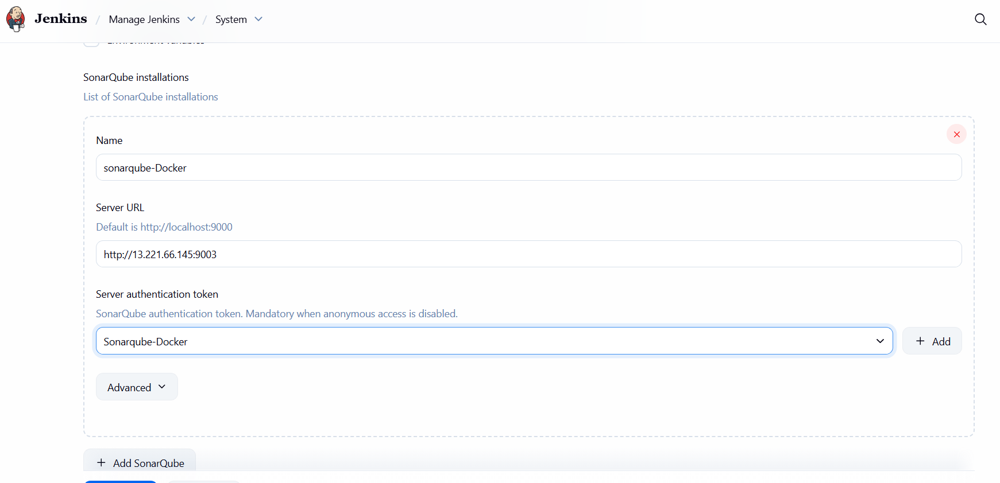 Jenkins / Manage Jenkins / System
Environment variables
SonarQube installations
List of SonarQube installations
Name
sonarqube-Docker
Server URL
Default is http://localhost:9000
http://13.221.66.145:9003
Server authentication token
SonarQube authentication token. Mandatory when anonymous access is disabled.
Sonarqube-Docker
+ Add
Advanced
+ Add SonarQube